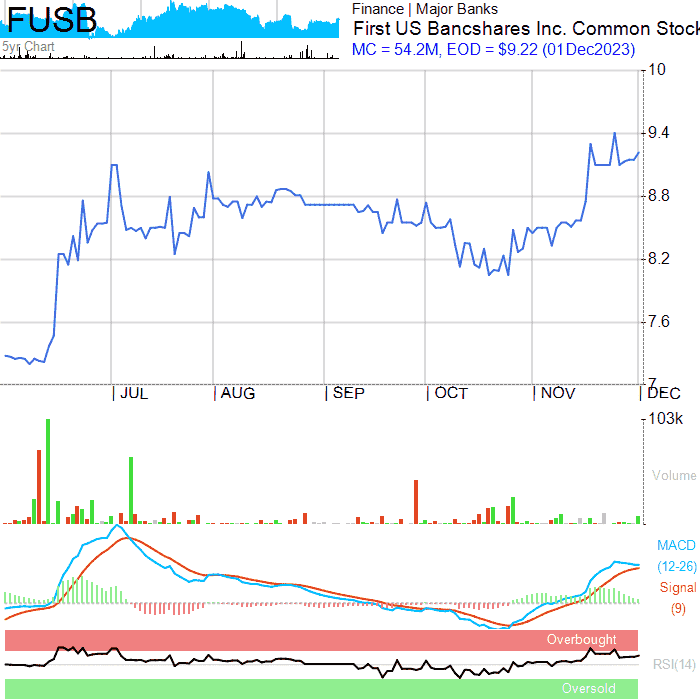 FUSB
5yr Chart
Finance | Major Banks
First US Bancshares Inc. Common Stock
MC = 54.2M, EOD = $9.22 (01Dec2023)
10
9.4
8.8
8.2
7.6
7
JUL
AUG
SEP
OCT
NOV
DEC
103k
Volume
MACD
(12-26)
Signal
(9)
Overbought
RSI(14)
Oversold